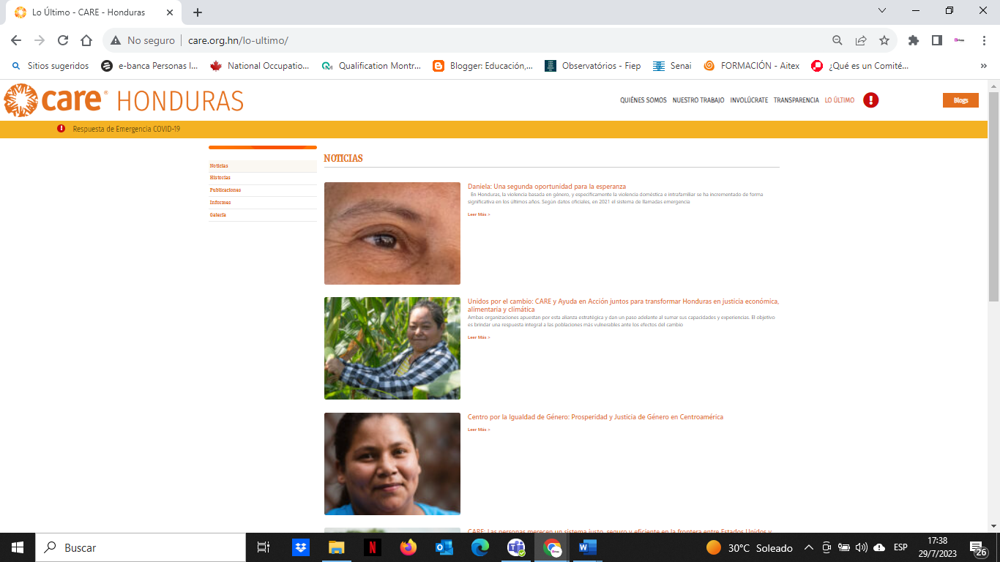 Lo Último - CARE - Honduras
No seguro
care.org.hn/lo-ultimo/
Sitios sugeridos
e-banca Personas I...
National Occupatio...
Qualification Montr...
Blogger: Educación,...
Observatórios - Fiep
Senai
FORMACIÓN - Aitex
¿Qué es un Comité...
»
care® HONDURAS
QUIÉNES SOMOS
NUESTRO TRABAJO
INVOLÚCRATE
TRANSPARENCIA
LO ÚLTIMO
Blogs
Respuesta de Emergencia COVID-19
Noticias
Historias
Publicaciones
Informes
Galería
NOTICIAS
Daniela: Una segunda oportunidad para la esperanza
En Honduras, la violencia basada en género, y específicamente la violencia doméstica e intrafamiliar se ha incrementado de forma
significativa en los últimos años. Según datos oficiales, en 2021 el sistema de llamadas emergencia
Leer Más >
Unidos por el cambio: CARE y Ayuda en Acción juntos para transformar Honduras en justicia económica,
alimentaria y climática
Ambas organizaciones apuestan por esta alianza estratégica y dan un paso adelante al sumar sus capacidades y experiencias. El objetivo
es brindar una respuesta integral a las poblaciones más vulnerables ante los efectos del cambio
Leer Más >
Centro por la Igualdad de Género: Prosperidad y Justicia de Género en Centroamérica
Leer Más >
CARE: Las personas merecen un sistema justo, seguro y eficiente en la frontera entre Estados Unidos y
Buscar
30°C Soleado
ESP
17:38
29/7/2023
26